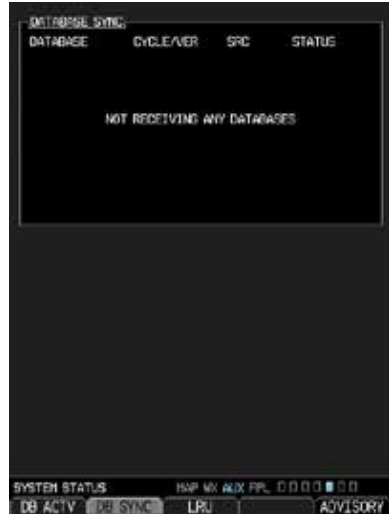 DATABASE SYNC
DATABASE CYCLE/VER SRC STATUS
NOT RECEIVING ANY DATABASES
SYSTEM STATUS MAP WX AUX FPL
DB ACTV DB SYNC LRU ADVISORY